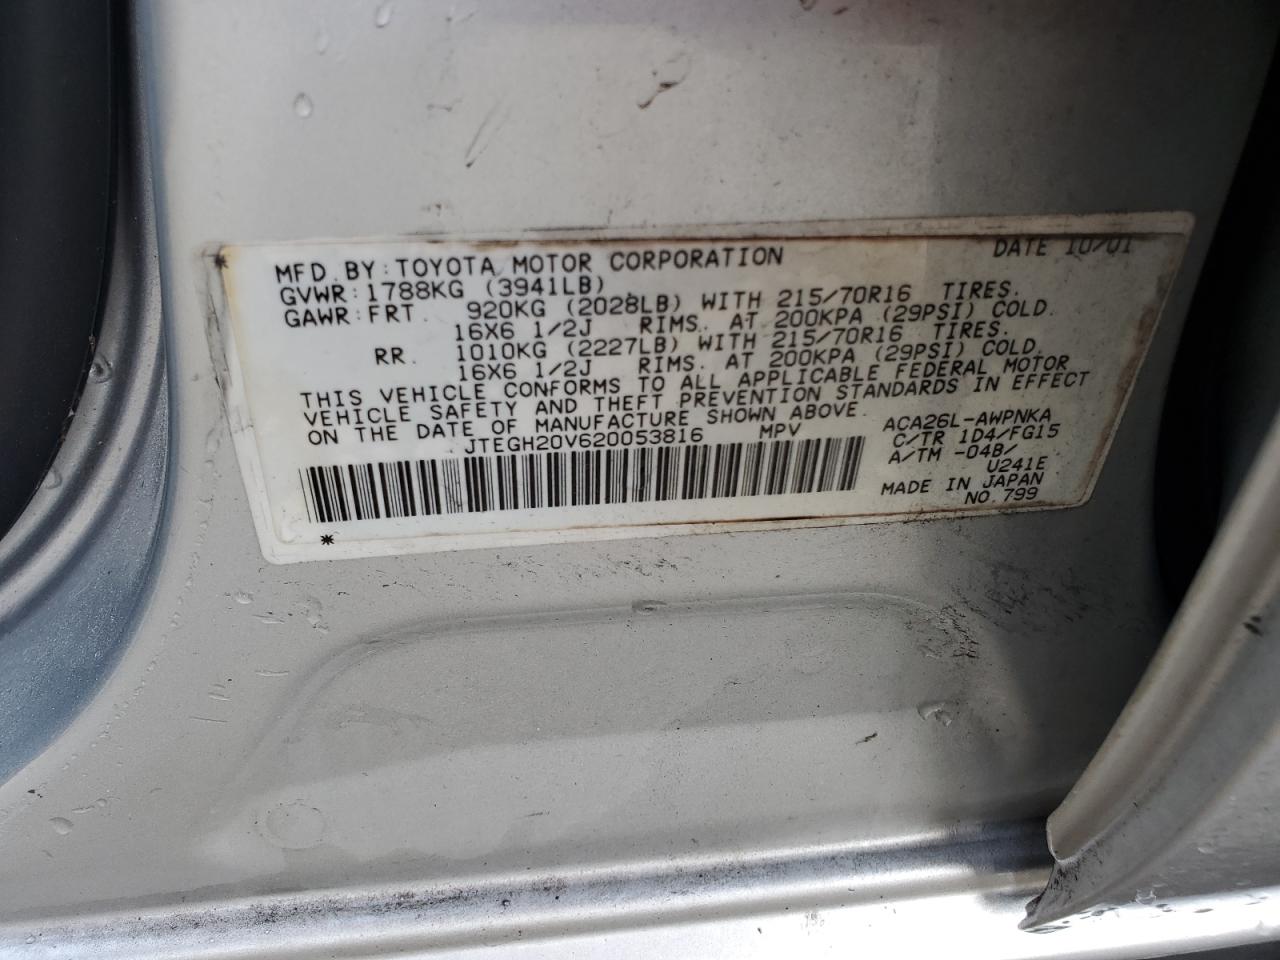 MFD. BY: TOYOTA MOTOR CORPORATION DATE 10/01
GVWR: 1788KG (3941LB)
GAWR: FRT. 920KG (2028LB) WITH 215/70R16 TIRES.
16X6 1/2J RIMS. AT 200KPA (29PSI) COLD.
RR. 1010KG (2227LB) WITH 215/70R16 TIRES.
16X6 1/2J RIMS. AT 200KPA (29PSI) COLD.
THIS VEHICLE CONFORMS TO ALL APPLICABLE FEDERAL MOTOR
VEHICLE SAFETY AND THEFT PREVENTION STANDARDS IN EFFECT
ON THE DATE OF MANUFACTURE SHOWN ABOVE.
JTEGH20V620053816 MPV
ACA26L-AWPNKA
C/TR 1D4/FG15
A/TM -04B/
U241E
MADE IN JAPAN
NO. 799